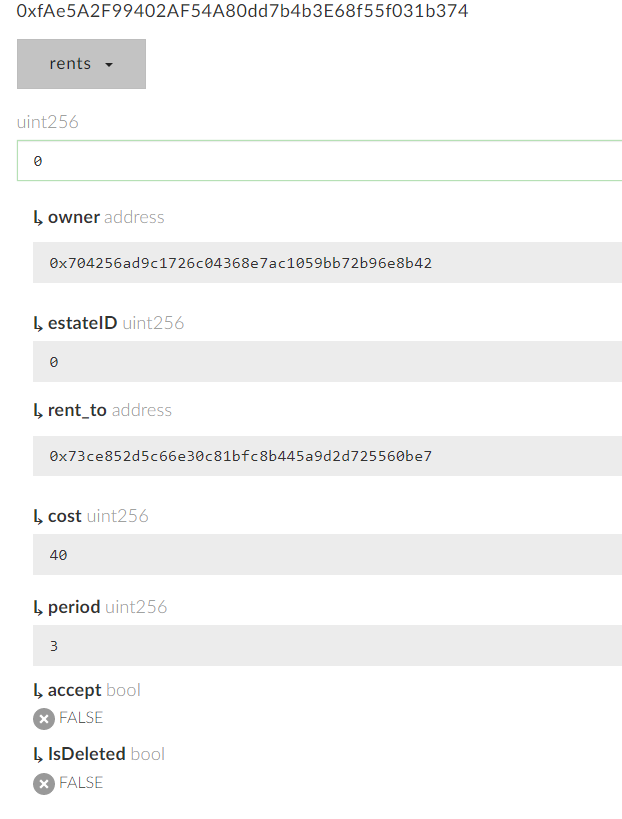 0xfAe5A2F99402AF54A80dd7b4b3E68f55f031b374
rents
uint256
0
owner address
0x704256ad9c1726c04368e7ac1059bb72b96e8b42
estateID uint256
0
rent_to address
0x73ce852d5c66e30c81bfc8b445a9d2d725560be7
cost uint256
40
period uint256
3
accept bool
FALSE
IsDeleted bool
FALSE